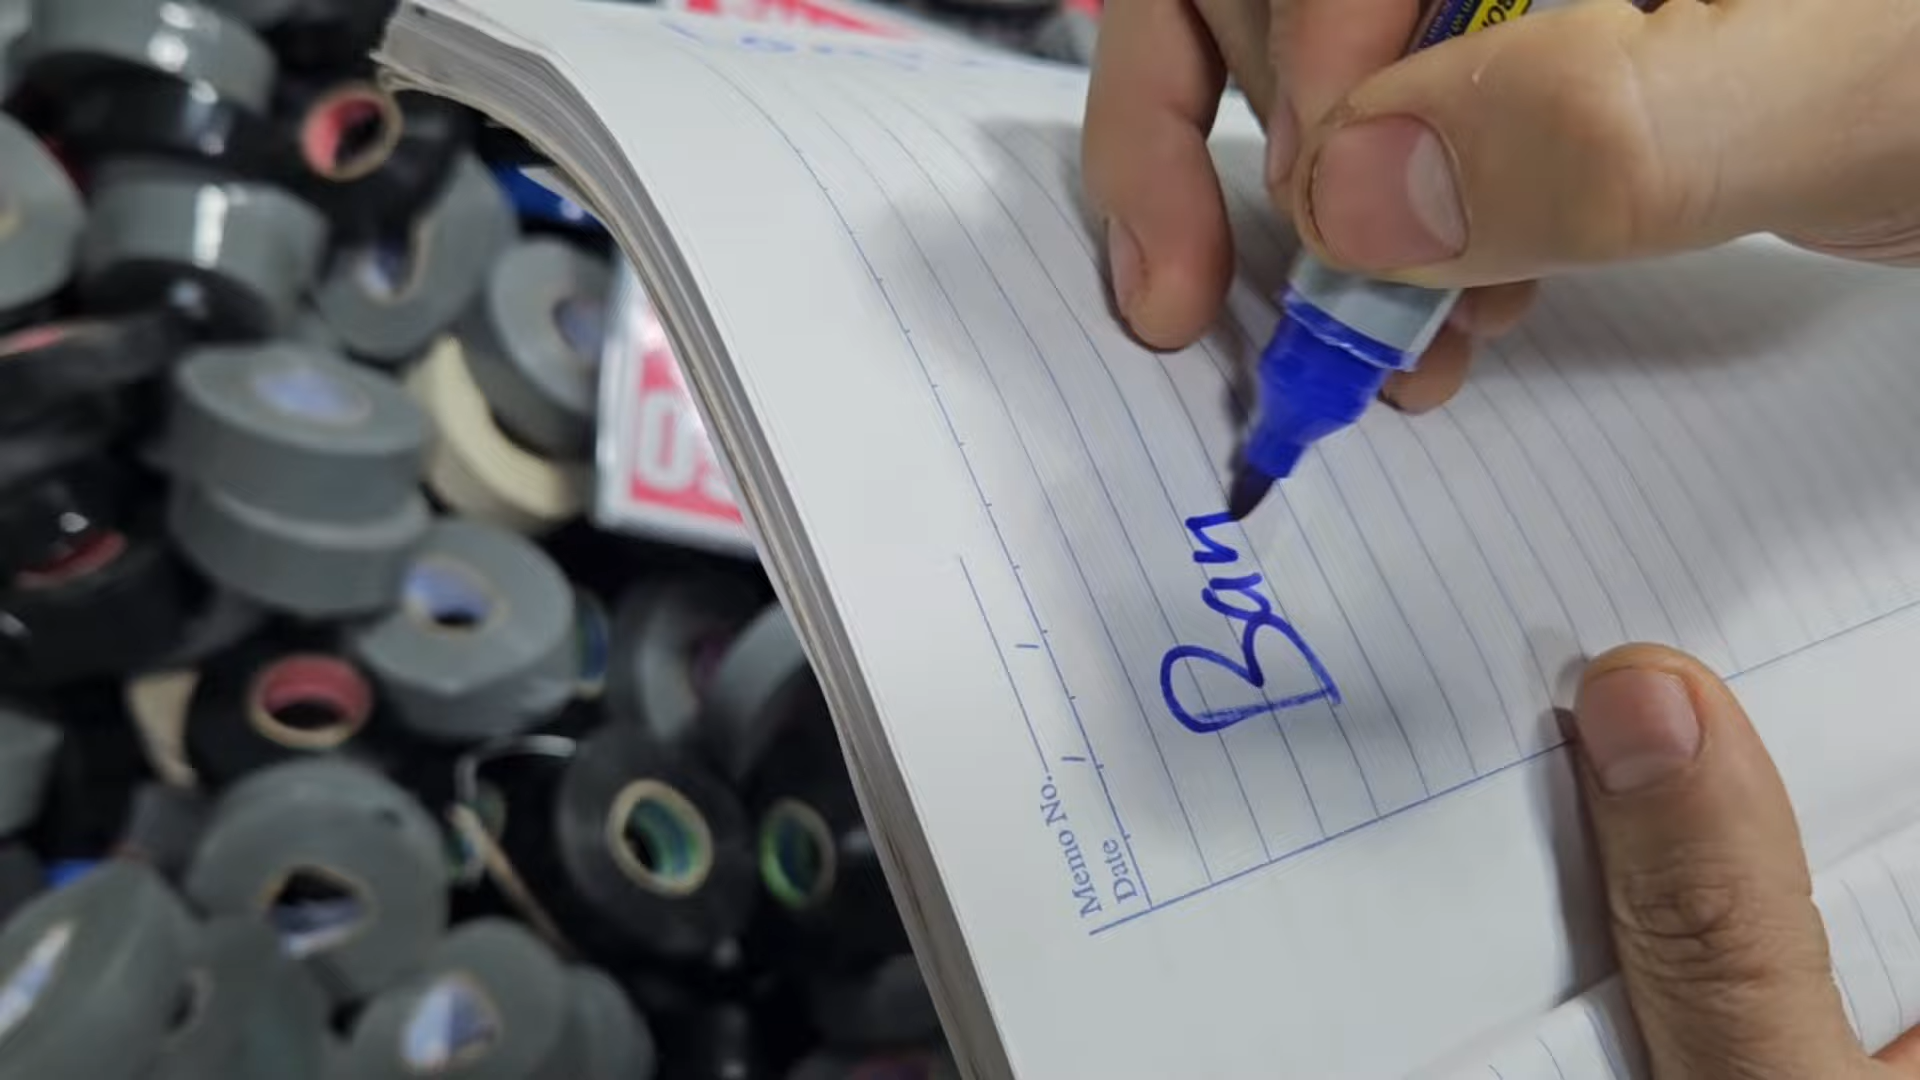 Memo No.
Date / /
Ban